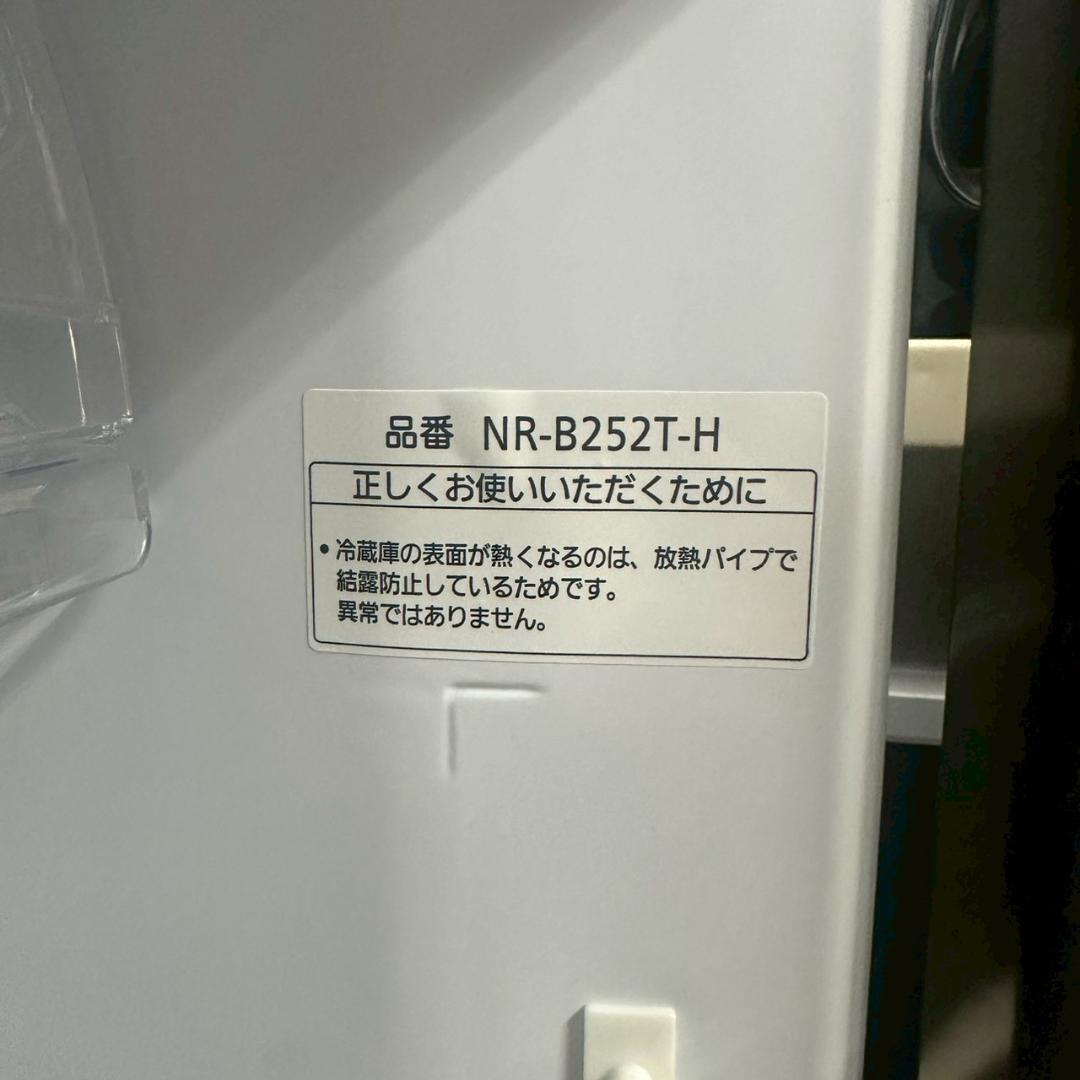 品番 NR-B252T-H
正しくお使いいただくために
•冷蔵庫の表面が熱くなるのは、放熱パイプで
結露防止しているためです。
異常ではありません。